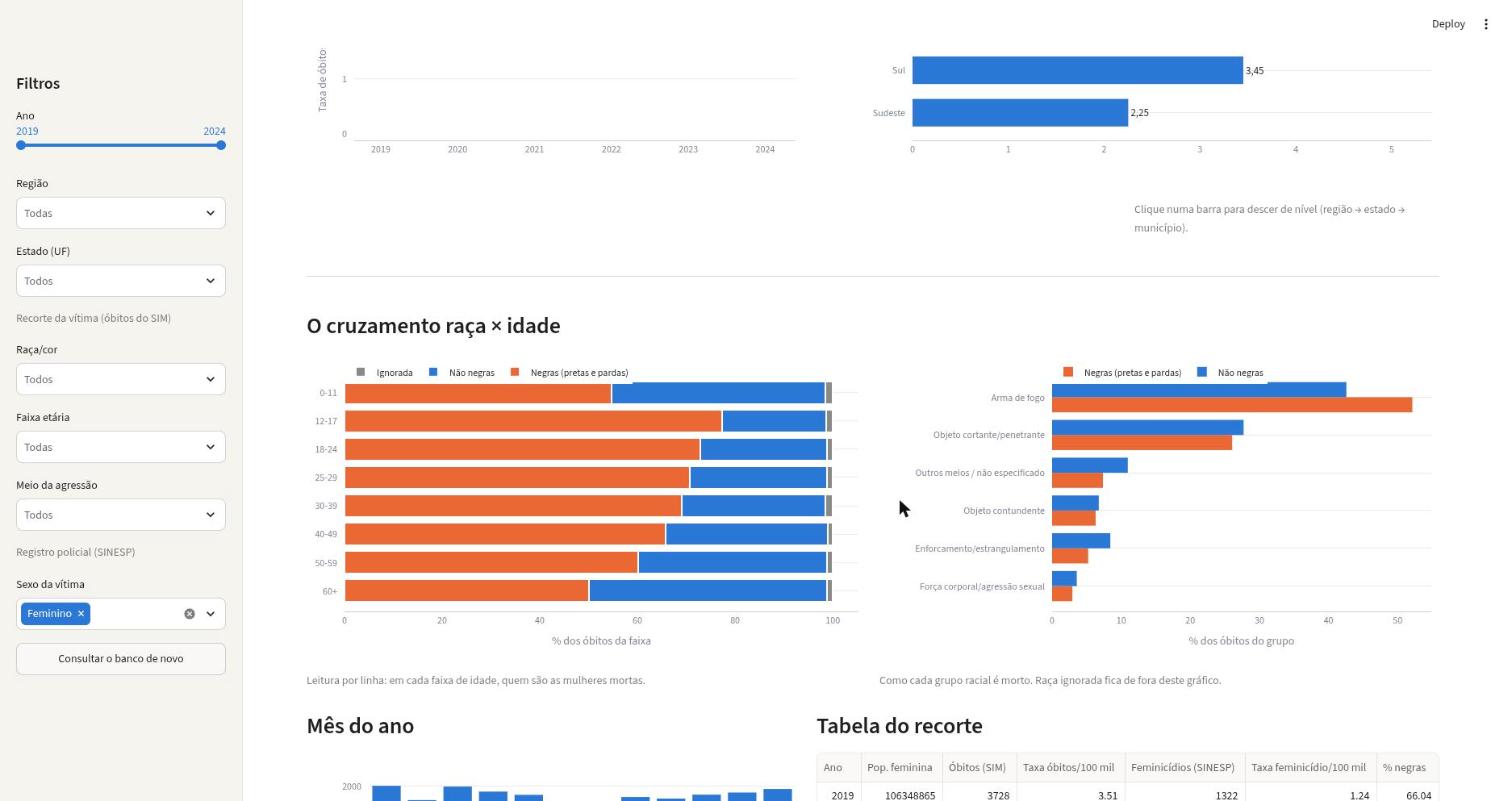 Deploy
Filtros
Ano
2019 2024
Região
Todas
Estado (UF)
Todos
Recorte da vítima (óbitos do SIM)
Raça/cor
Todos
Faixa etária
Todas
Meio da agressão
Todos
Registro policial (SINESP)
Sexo da vítima
Feminino ×
Consultar o banco de novo
Taxa de óbito
1
0
2019 2020 2021 2022 2023 2024
Sul 3,45
Sudeste 2,25
0 1 2 3 4 5
Clique numa barra para descer de nível (região → estado →
município).
O cruzamento raça × idade
Ignorada Não negras Negras (pretas e pardas)
0-11
12-17
18-24
25-29
30-39
40-49
50-59
60+
0 20 40 60 80 100
% dos óbitos da faixa
Leitura por linha: em cada faixa de idade, quem são as mulheres mortas.
Negras (pretas e pardas) Não negras
Arma de fogo
Objeto cortante/penetrante
Outros meios / não especificado
Objeto contundente
Enforcamento/estrangulamento
Força corporal/agressão sexual
0 10 20 30 40 50
% dos óbitos do grupo
Como cada grupo racial é morto. Raça ignorada fica de fora deste gráfico.
Mês do ano
2000
Tabela do recorte
Ano Pop. feminina Óbitos (SIM) Taxa óbitos/100 mil Feminicídios (SINESP) Taxa feminicídio/100 mil % negras
2019 106348865 3728 3.51 1322 1.24 66.04